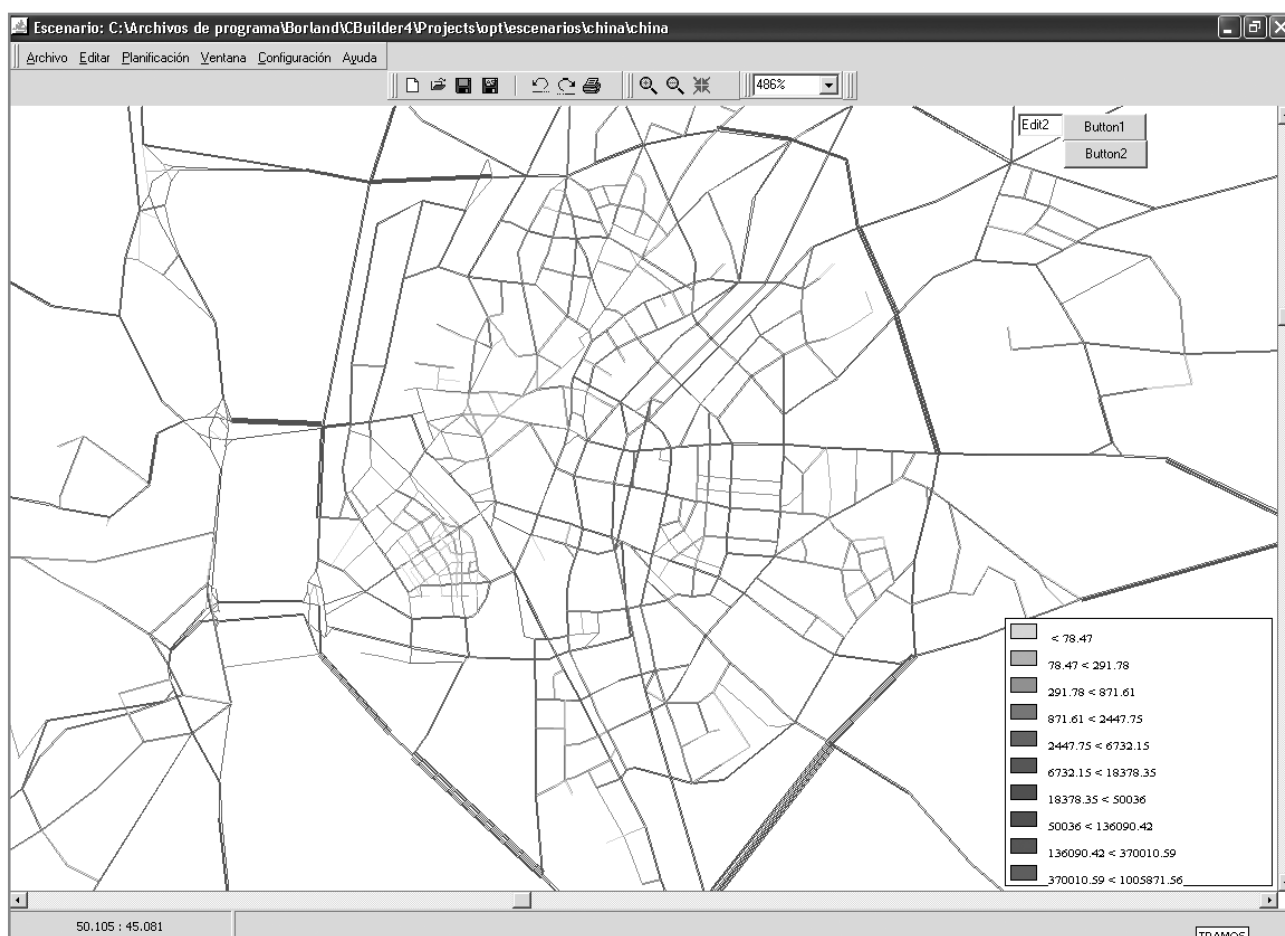 Escenario: C:\Archivos de programa\Borland\CBuilder4\Projects\opt\escenarios\china\china
Archivo Editar Planificación Ventana Configuración Ayuda
486%
Edit2 Button1
Button2
< 78.47
78.47 < 291.78
291.78 < 871.61
871.61 < 2447.75
2447.75 < 6732.15
6732.15 < 18378.35
18378.35 < 50036
50036 < 136090.42
136090.42 < 370010.59
370010.59 < 1005871.56
50.105 : 45.081
TRAMOS